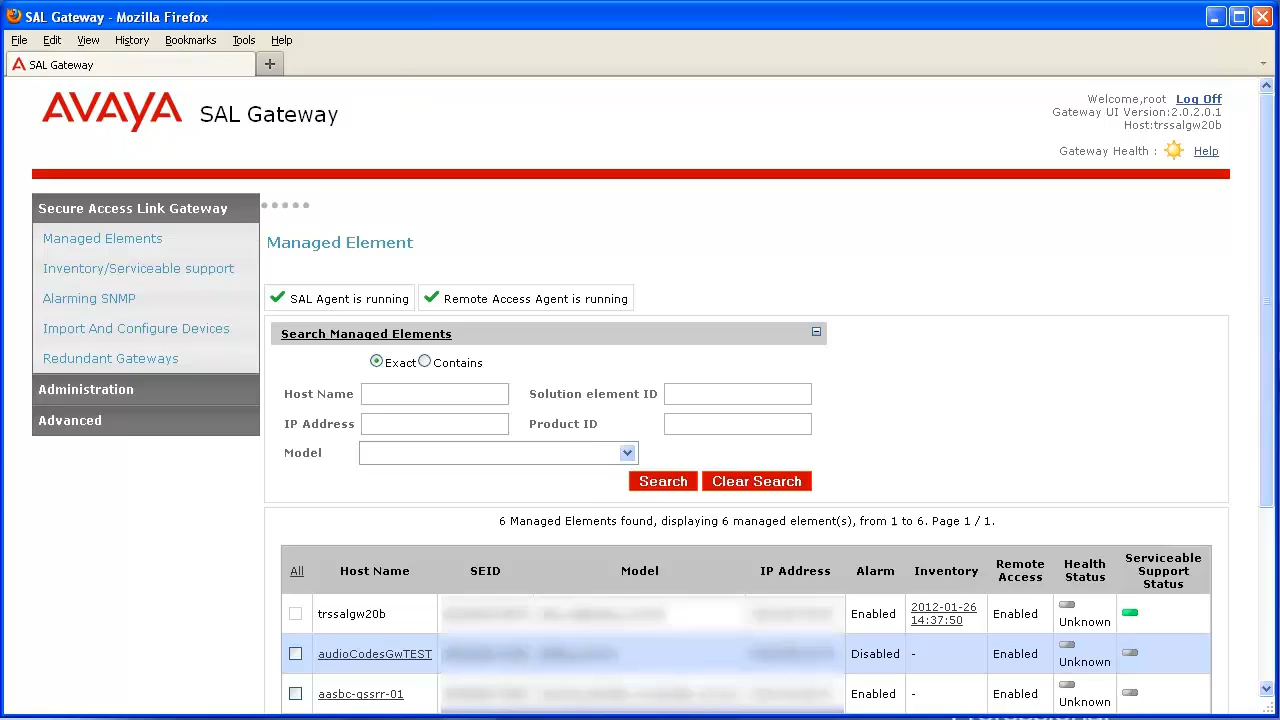 SAL Gateway - Mozilla Firefox
File Edit View History Bookmarks Tools Help
SAL Gateway
AVAYA SAL Gateway
Welcome,root Log Off
Gateway UI Version:2.0.2.0.1
Host:trssalgw20b
Gateway Health : Help
Secure Access Link Gateway
Managed Elements
Inventory/Serviceable support
Alarming SNMP
Import And Configure Devices
Redundant Gateways
Administration
Advanced
Managed Element
SAL Agent is running Remote Access Agent is running
Search Managed Elements
Exact Contains
Host Name Solution element ID
IP Address Product ID
Model
Search Clear Search
6 Managed Elements found, displaying 6 managed element(s), from 1 to 6. Page 1 / 1.
All Host Name SEID Model IP Address Alarm Inventory Remote Access Health Status Serviceable Support Status
trssalgw20b Enabled 2012-01-26 14:37:50 Enabled Unknown
audioCodesGwTEST Disabled - Enabled Unknown
aasbc-gssrr-01 Enabled - Enabled Unknown